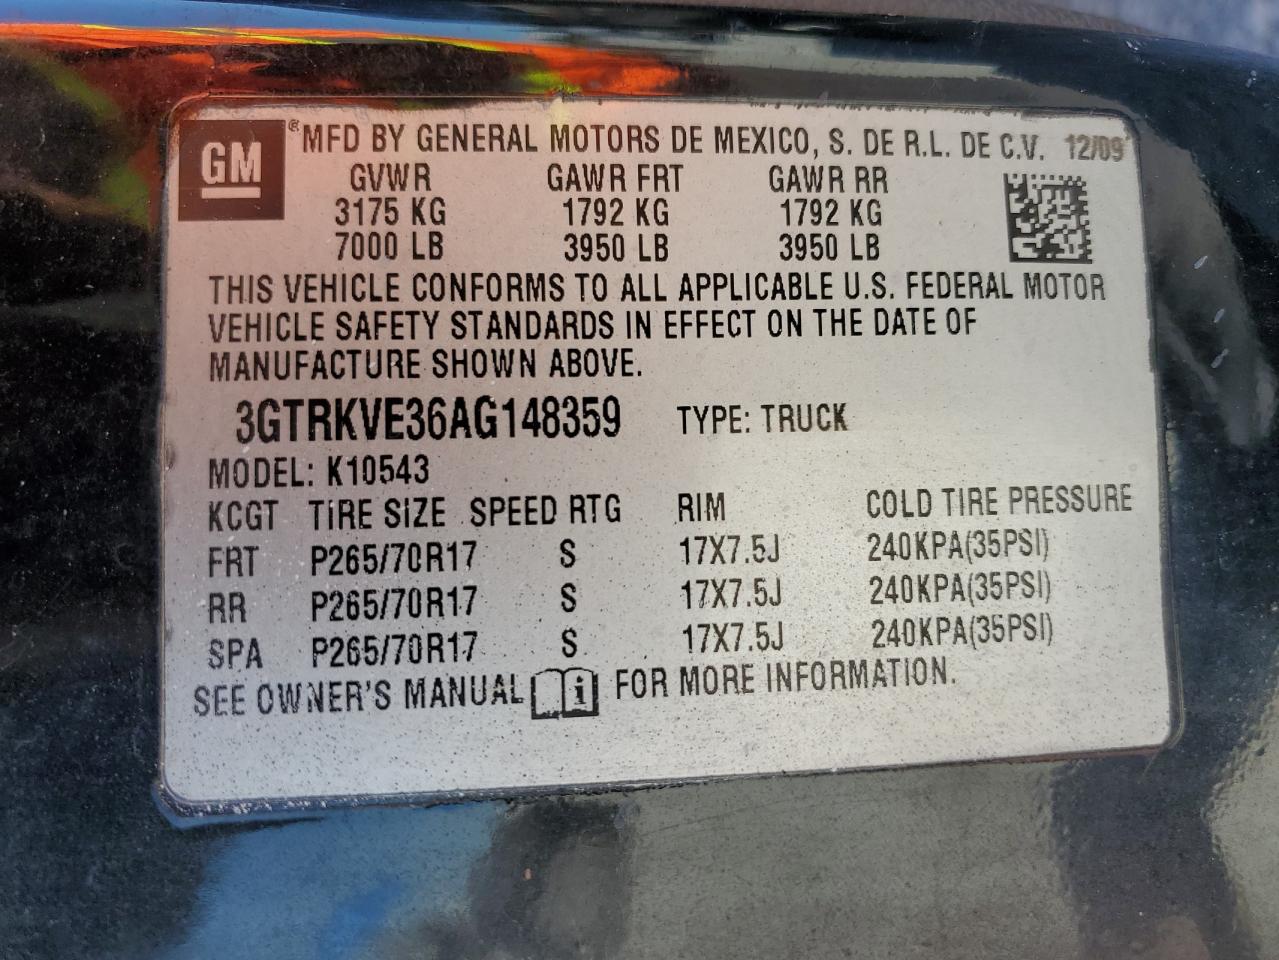 GM ® MFD BY GENERAL MOTORS DE MEXICO, S. DE R.L. DE C.V. 12/09
GVWR GAWR FRT GAWR RR
3175 KG 1792 KG 1792 KG
7000 LB 3950 LB 3950 LB
THIS VEHICLE CONFORMS TO ALL APPLICABLE U.S. FEDERAL MOTOR
VEHICLE SAFETY STANDARDS IN EFFECT ON THE DATE OF
MANUFACTURE SHOWN ABOVE.
3GTRKVE36AG148359 TYPE: TRUCK
MODEL: K10543
KCGT TIRE SIZE SPEED RTG RIM COLD TIRE PRESSURE
FRT P265/70R17 S 17X7.5J 240KPA(35PSI)
RR P265/70R17 S 17X7.5J 240KPA(35PSI)
SPA P265/70R17 S 17X7.5J 240KPA(35PSI)
SEE OWNER'S MANUAL i FOR MORE INFORMATION.